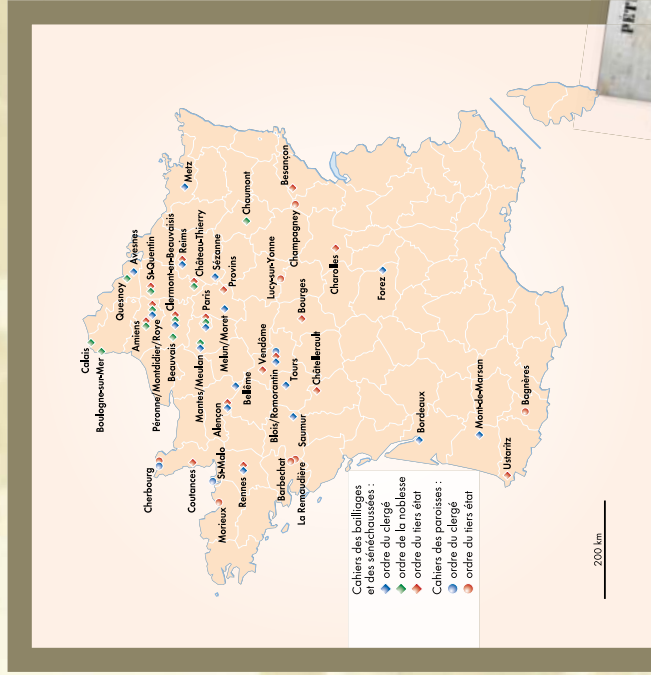 PÉT
Calais
Boulogne-sur-Mer
Quesnoy
Avesnes
St-Quentin
Amiens
Péronne/Montdidier/Roye
Clermont-en-Beauvaisis
Beauvais
Reims
Château-Thierry
Metz
Mantes/Meulan
Paris
Sézanne
Provins
Melun/Moret
Chaumont
Cherbourg
Coutances
St-Malo
Morieux
Alençon
Bellême
Rennes
Vendôme
Lucy-sur-Yonne
Besançon
Champagney
Blois/Romorantin
Tours
Bourges
Saumur
Châtellerault
Barbechat
La Remaudière
Charolles
Forez
Bordeaux
Mont-de-Marsan
Ustaritz
Bagnères
Cahiers des bailliages
et des sénéchaussées :
ordre du clergé
ordre de la noblesse
ordre du tiers état
Cahiers des paroisses :
ordre du clergé
ordre du tiers état
200 km